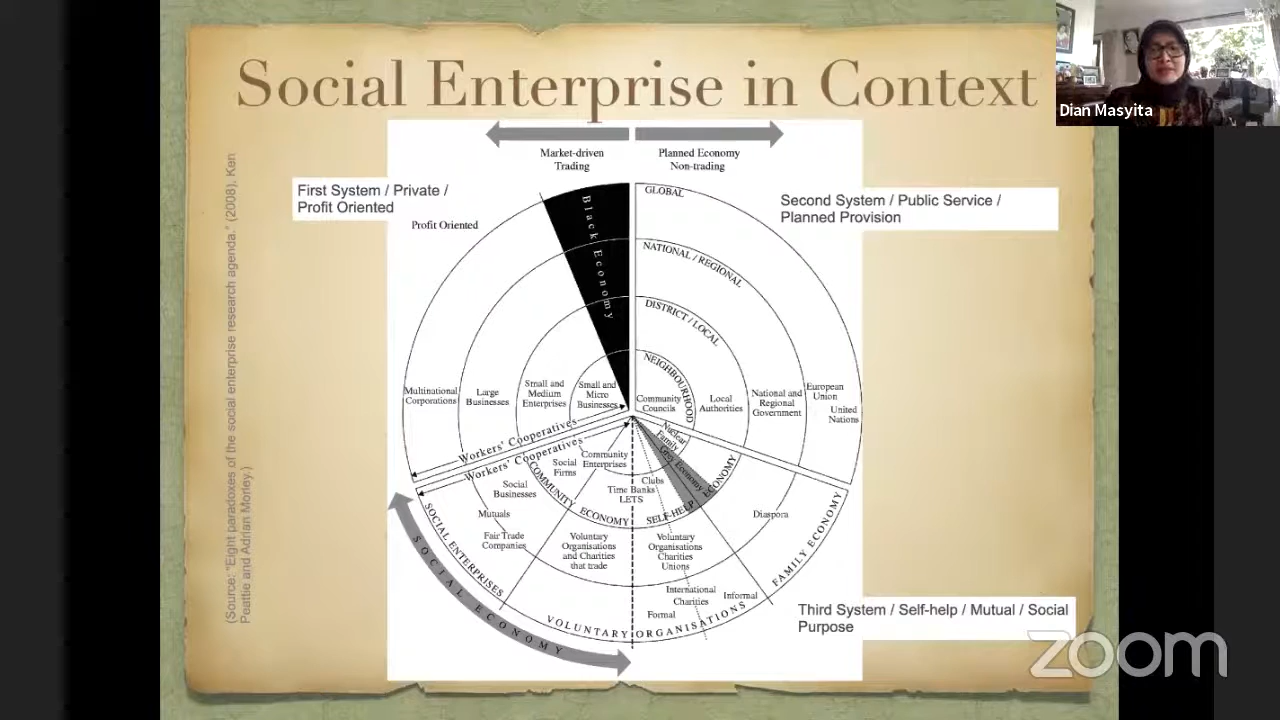 Social Enterprise in Context
Dian Masyita
Market-driven
Trading
Planned Economy
Non-trading
First System / Private /
Profit Oriented
Second System / Public Service /
Planned Provision
Profit Oriented
Black Economy
GLOBAL
NATIONAL / REGIONAL
DISTRICT / LOCAL
NEIGHBOURHOOD
Multinational
Corporations
Large
Businesses
Small and
Medium
Enterprises
Small and
Micro
Businesses
Community
Councils
Local
Authorities
National and
Regional
Government
European
Union
United
Nations
Workers' Cooperatives
Workers' Cooperatives
Nuclear
Family
Grey Economy
Community
Enterprises
Social
Firms
Social
Businesses
Mutuals
Fair Trade
Companies
COMMUNITY
ECONOMY
SELF-HELP
ECONOMY
Clubs
Time Banks
LETS
Voluntary
Organisations
and Charities
that trade
Voluntary
Organisations
Charities
Unions
Diaspora
International
Charities
Informal
Formal
SOCIAL ENTERPRISES
VOLUNTARY ORGANISATIONS
FAMILY ECONOMY
SOCIAL ECONOMY
Third System / Self-help / Mutual / Social
Purpose
(Source: "Eight paradoxes of the social enterprise research agenda." (2008), Ken
Peattie and Adrian Morley.)
zoom